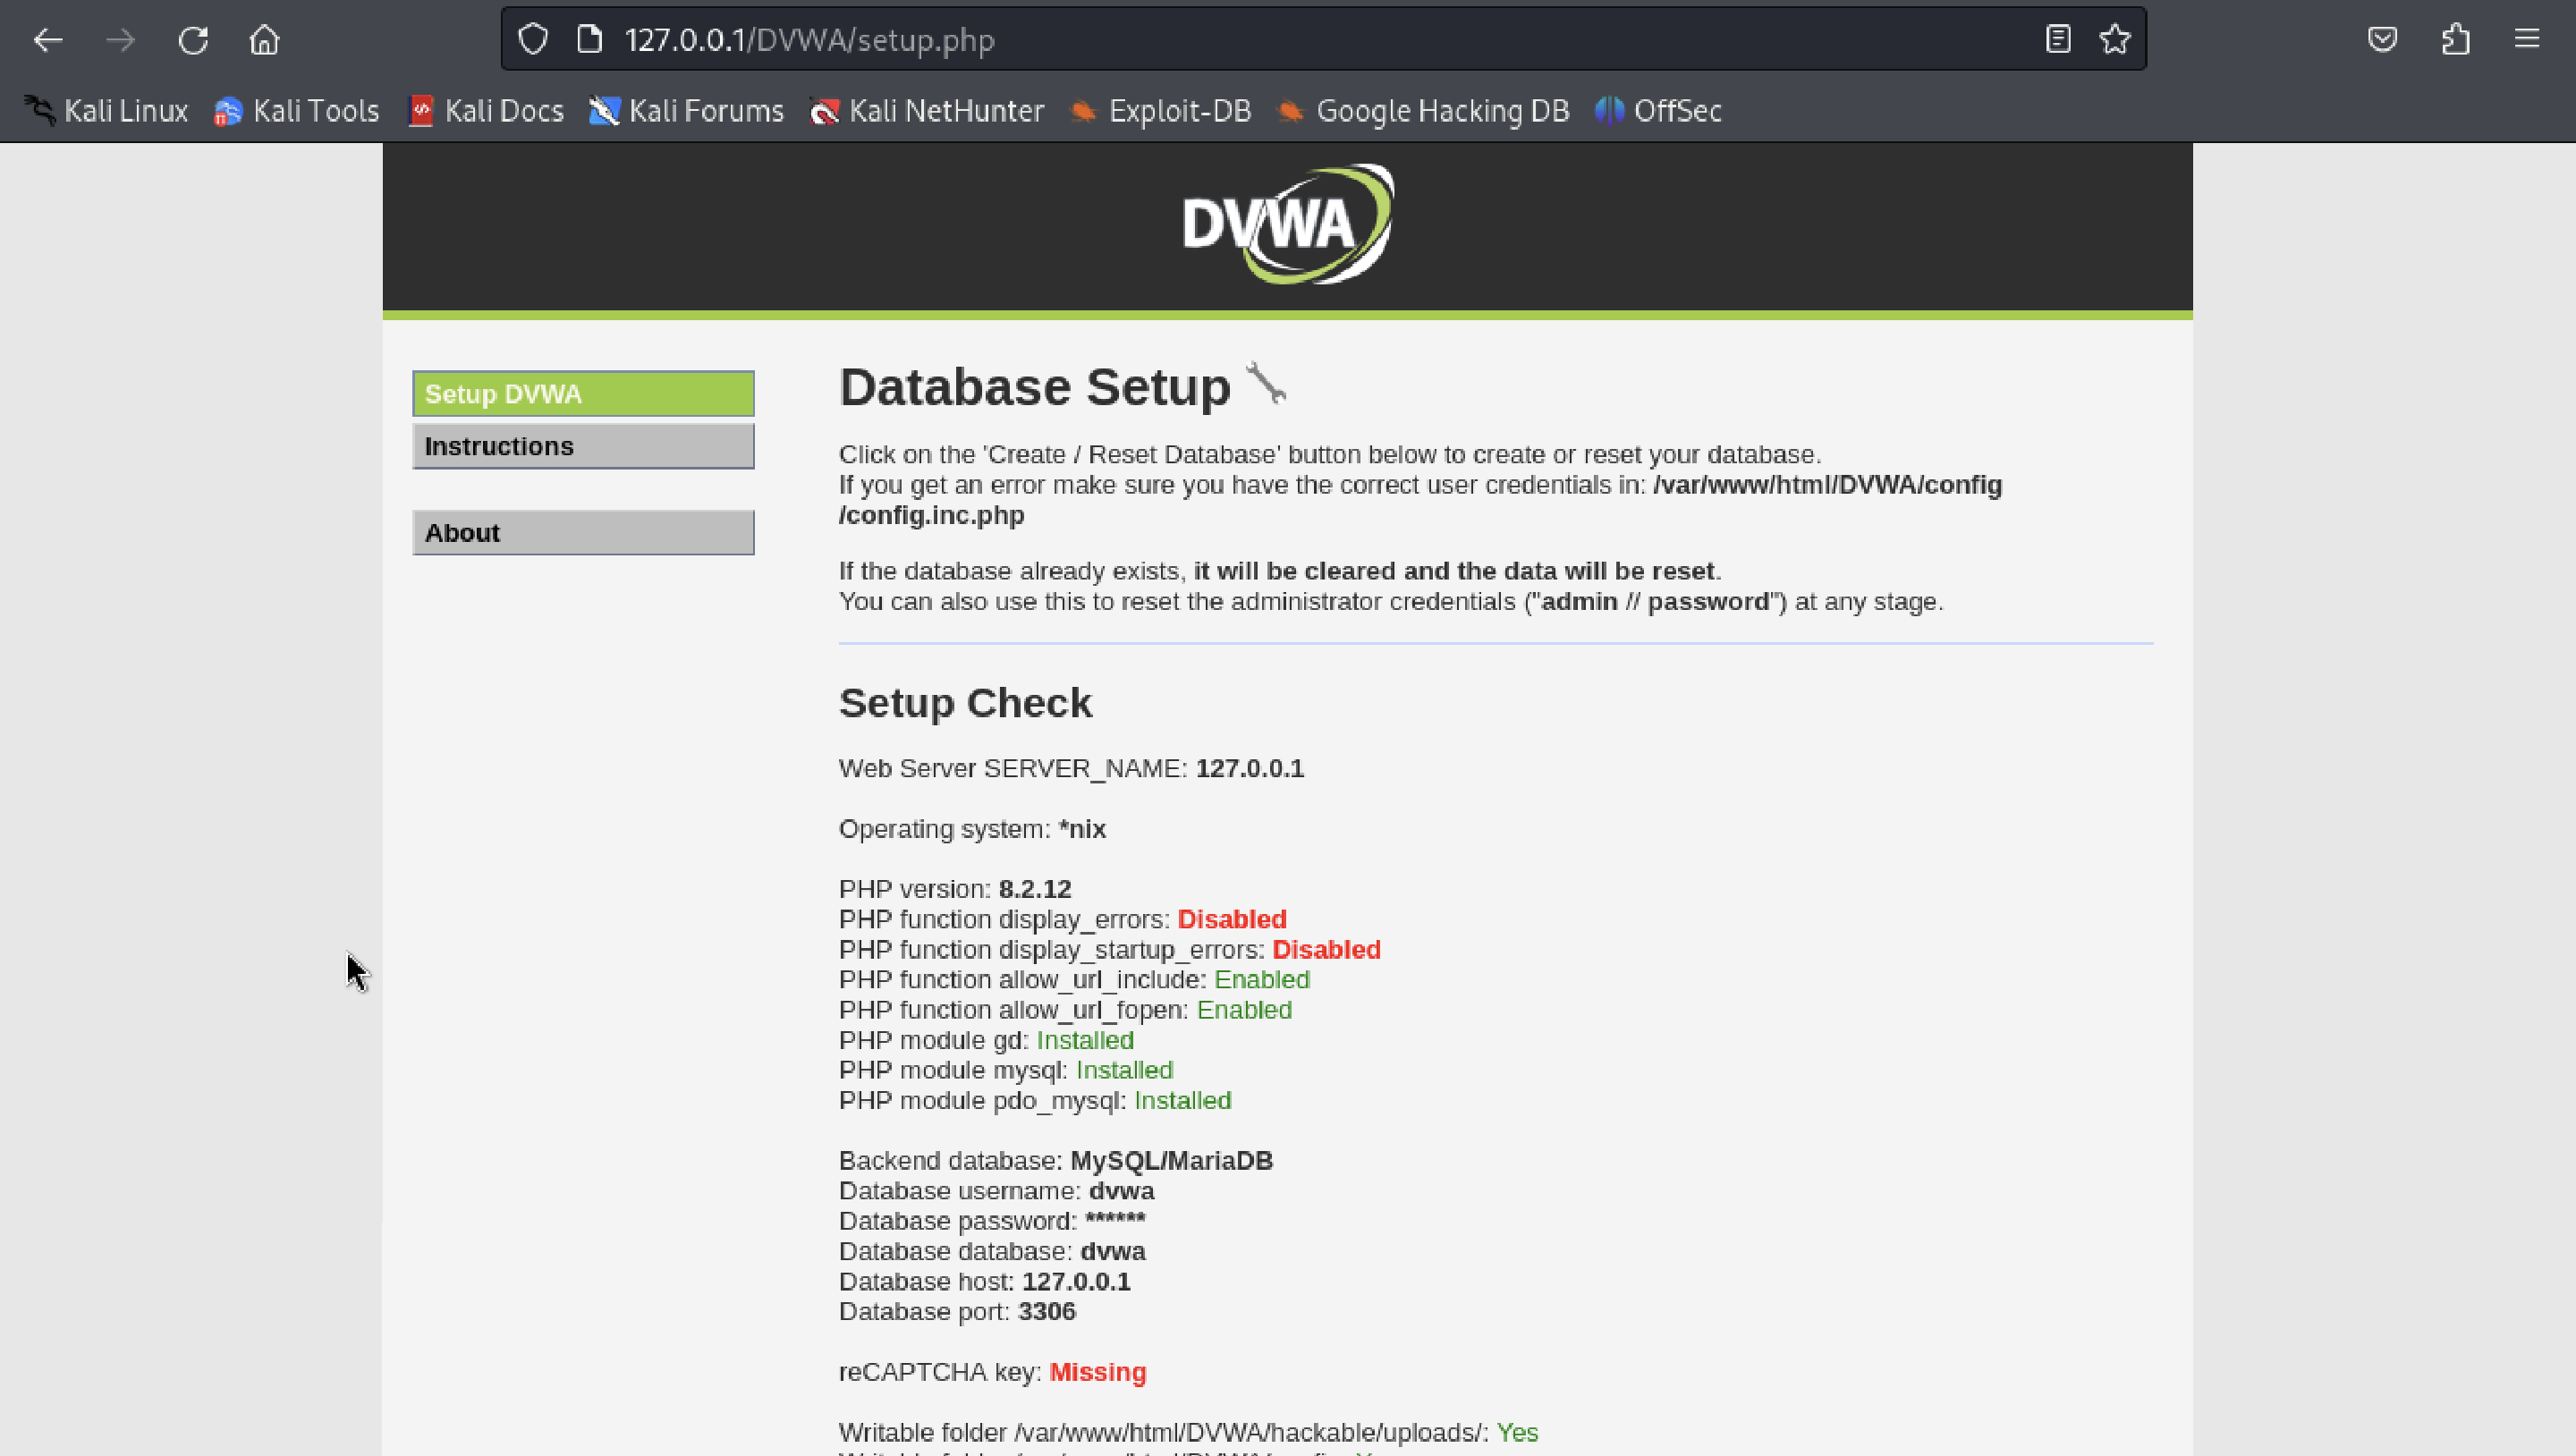 127.0.0.1/DVWA/setup.php
Kali Linux Kali Tools Kali Docs Kali Forums Kali NetHunter Exploit-DB Google Hacking DB OffSec
DVWA
Setup DVWA
Instructions
About
Database Setup
Click on the 'Create / Reset Database' button below to create or reset your database.
If you get an error make sure you have the correct user credentials in: /var/www/html/DVWA/config
/config.inc.php
If the database already exists, it will be cleared and the data will be reset.
You can also use this to reset the administrator credentials ("admin // password") at any stage.
Setup Check
Web Server SERVER_NAME: 127.0.0.1
Operating system: *nix
PHP version: 8.2.12
PHP function display_errors: Disabled
PHP function display_startup_errors: Disabled
PHP function allow_url_include: Enabled
PHP function allow_url_fopen: Enabled
PHP module gd: Installed
PHP module mysql: Installed
PHP module pdo_mysql: Installed
Backend database: MySQL/MariaDB
Database username: dvwa
Database password: ******
Database database: dvwa
Database host: 127.0.0.1
Database port: 3306
reCAPTCHA key: Missing
Writable folder /var/www/html/DVWA/hackable/uploads/: Yes